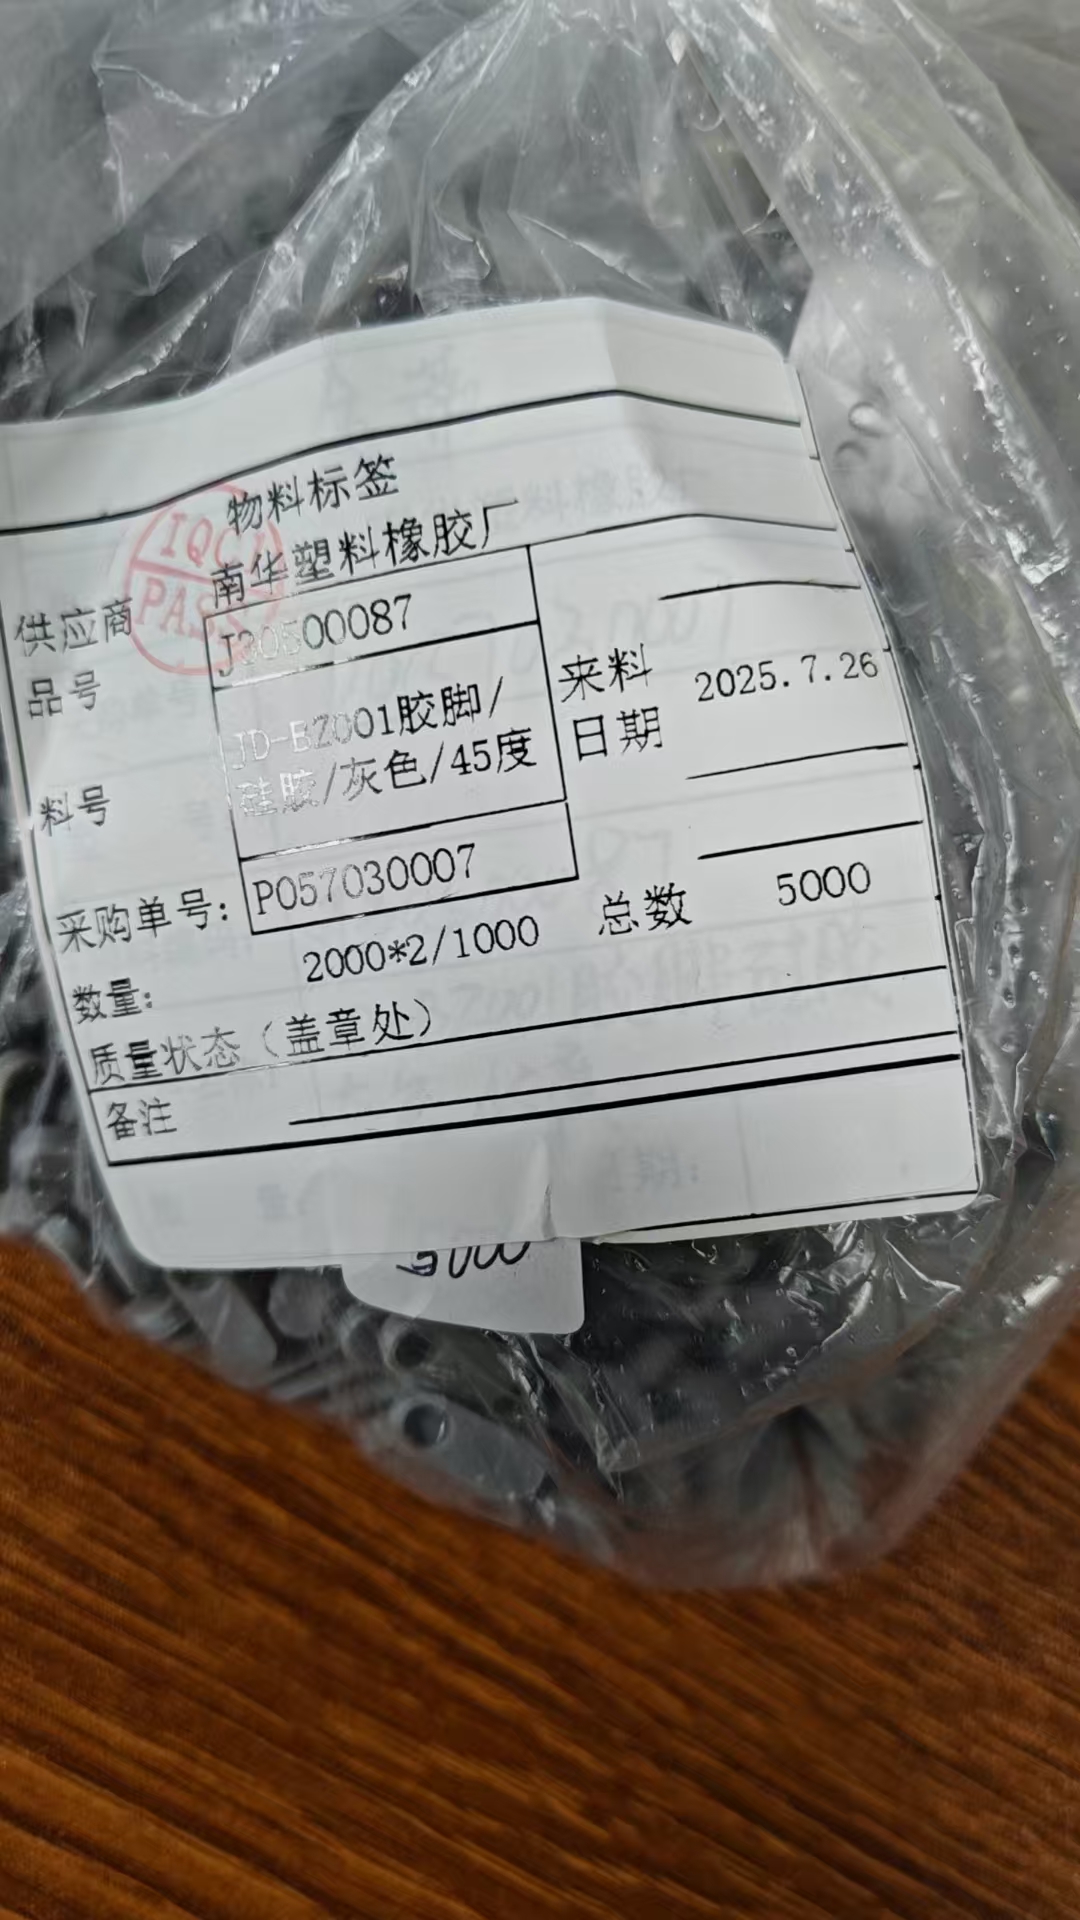 物料标签
供应商 南华塑料橡胶厂
IQC1
PASS
品号 J30500087
料号 JD-BZ001胶脚/
硅胶/灰色/45度
来料
日期 2025.7.26
采购单号: P057030007
数量: 2000*2/1000 总数 5000
质量状态（盖章处）
备注
5000